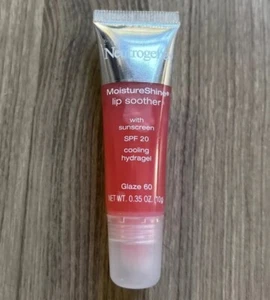 Neutrogena
MoistureShine
lip soother
with
sunscreen
SPF 20
cooling
hydragel
Glaze 60
NET WT. 0.35 OZ. (10g)